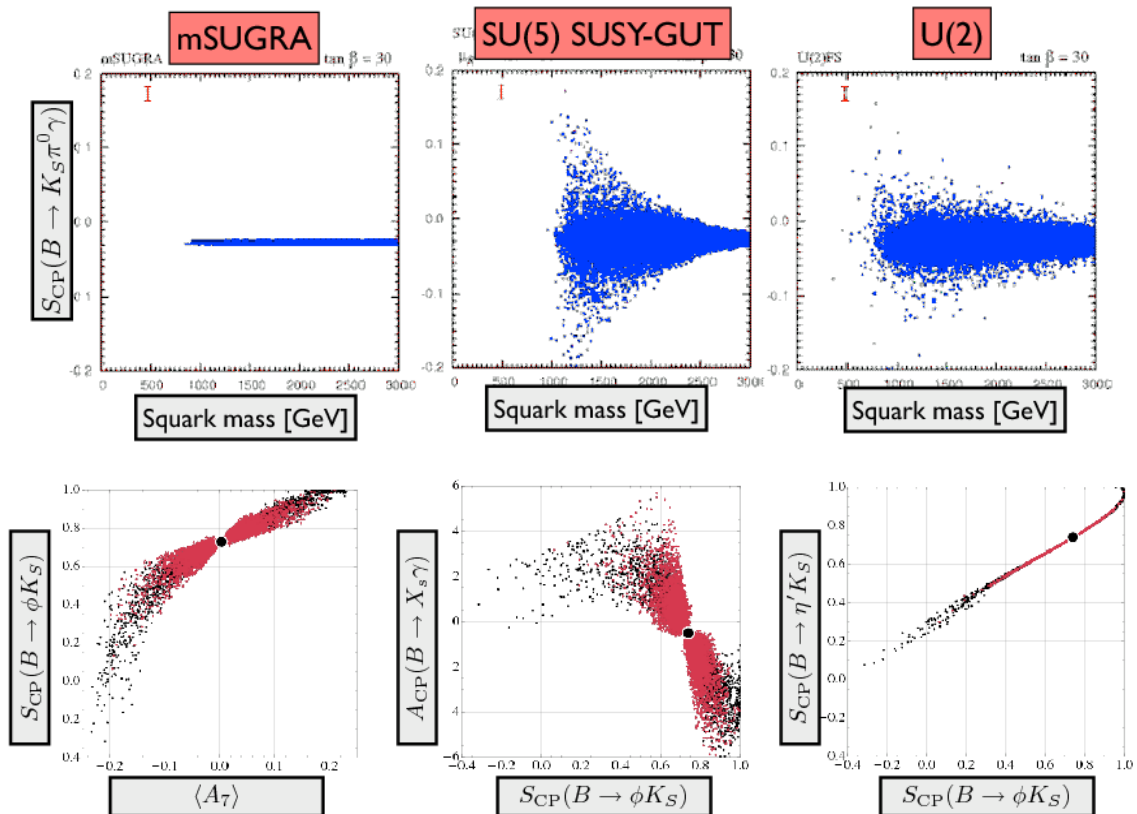 mSUGRA
SU(5) SUSY-GUT
U(2)
mSUGRA tan β = 30
U(2)FS tan β = 30
0.2
0.1
0.0
-0.1
-0.2
0 500 1000 1500 2000 2500 3000
0.2
0.1
0.0
-0.1
-0.2
0 500 1000 1500 2000 2500
0.2
0.1
0.0
-0.1
-0.2
0 500 1000 1500 2000 2500 3000
S_CP(B → K_Sπ⁰γ)
Squark mass [GeV]
Squark mass [GeV]
Squark mass [GeV]
S_CP(B → φK_S)
1.0
0.8
0.6
0.4
0.2
0.0
0.2
0.4
-0.2 -0.1 0.0 0.1 0.2
⟨A₇⟩
A_CP(B → X_sγ)
6
4
2
0
2
4
6
-0.4 -0.2 0.0 0.2 0.4 0.6 0.8 1.0
S_CP(B → φK_S)
S_CP(B → η′K_S)
1.0
0.8
0.6
0.4
0.2
0.0
0.2
-0.4
-0.4 -0.2 0.0 0.2 0.4 0.6 0.8 1.0
S_CP(B → φK_S)